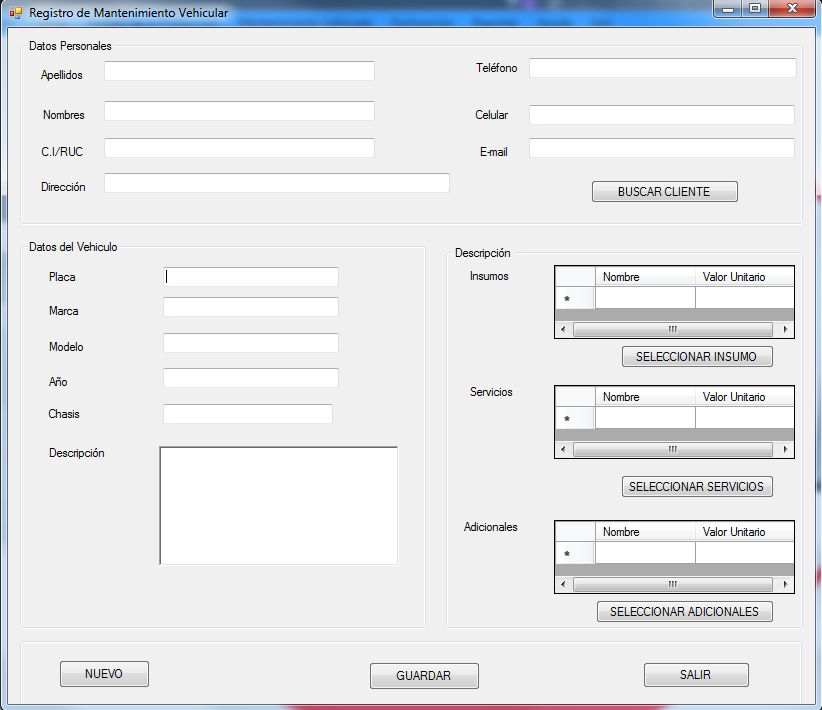 Registro de Mantenimiento Vehicular
Datos Personales
Apellidos
Teléfono
Nombres
Celular
C.I/RUC
E-mail
Dirección
BUSCAR CLIENTE
Datos del Vehiculo
Placa
Marca
Modelo
Año
Chasis
Descripción
Descripción
Insumos
Nombre Valor Unitario
SELECCIONAR INSUMO
Servicios
Nombre Valor Unitario
SELECCIONAR SERVICIOS
Adicionales
Nombre Valor Unitario
SELECCIONAR ADICIONALES
NUEVO
GUARDAR
SALIR